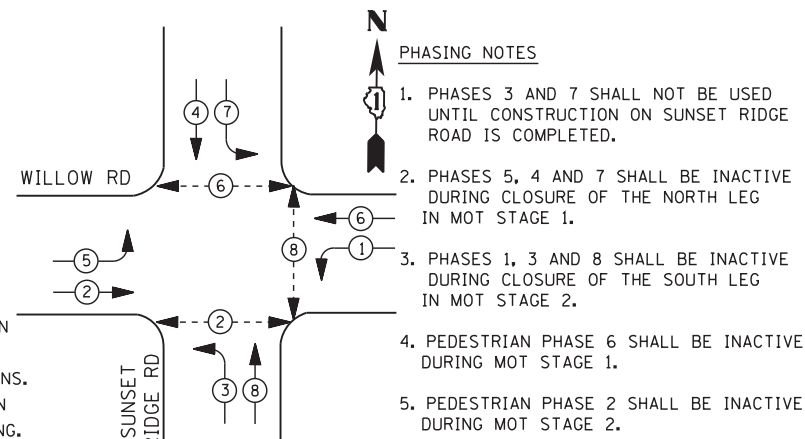 N
PHASING NOTES
1. PHASES 3 AND 7 SHALL NOT BE USED
UNTIL CONSTRUCTION ON SUNSET RIDGE
ROAD IS COMPLETED.
2. PHASES 5, 4 AND 7 SHALL BE INACTIVE
DURING CLOSURE OF THE NORTH LEG
IN MOT STAGE 1.
3. PHASES 1, 3 AND 8 SHALL BE INACTIVE
DURING CLOSURE OF THE SOUTH LEG
IN MOT STAGE 2.
4. PEDESTRIAN PHASE 6 SHALL BE INACTIVE
DURING MOT STAGE 1.
5. PEDESTRIAN PHASE 2 SHALL BE INACTIVE
DURING MOT STAGE 2.
1
4 7
WILLOW RD
6
6
8
1
5
2
2
3 8
SUNSET
RIDGE RD
NS.
NG.